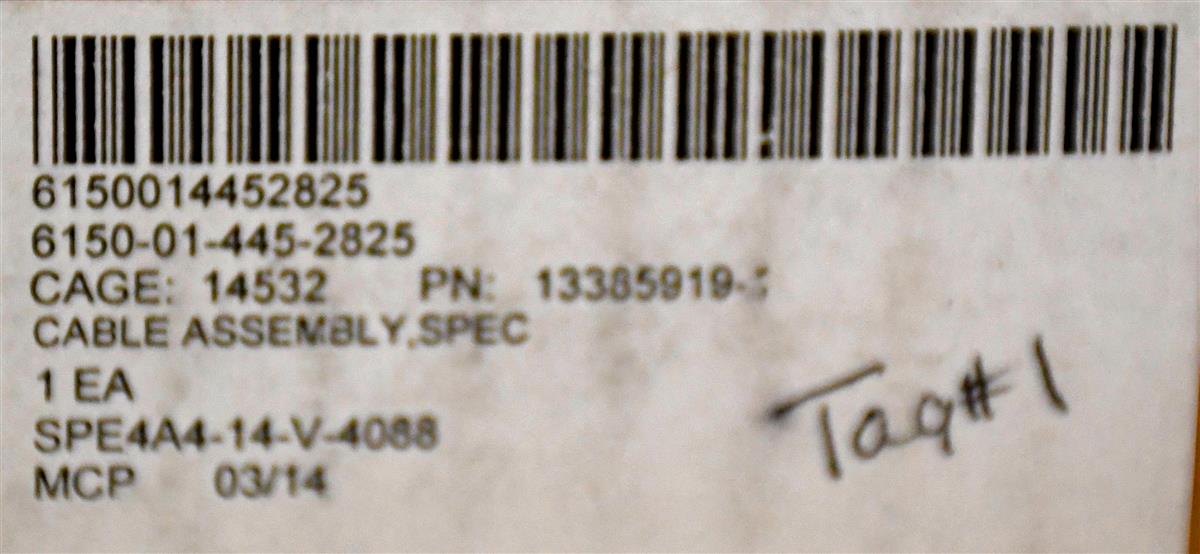 6150014452825
6150-01-445-2825
CAGE: 14532 PN:
CABLE ASSEMBLY,SPEC
1 EA
SPE4A4-14-V-4088
MCP 03/14
Tag#1